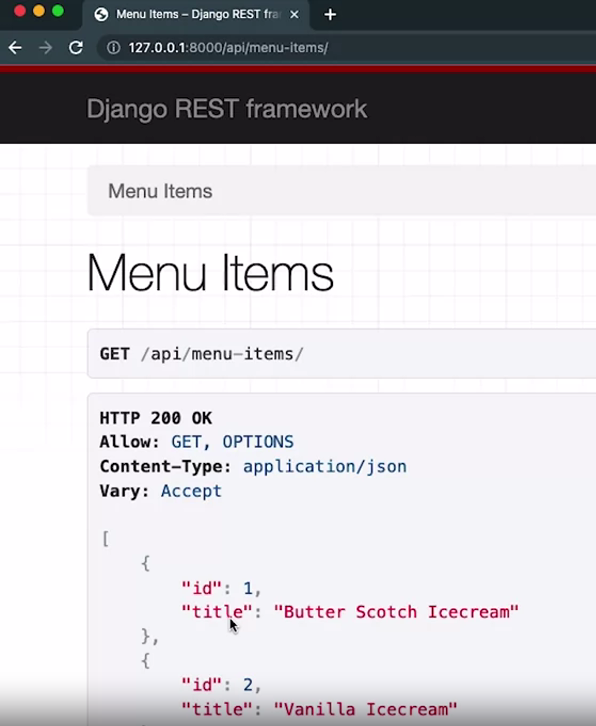 Menu Items – Django REST fra
127.0.0.1:8000/api/menu-items/
Django REST framework
Menu Items
Menu Items
GET /api/menu-items/
HTTP 200 OK
Allow: GET, OPTIONS
Content-Type: application/json
Vary: Accept
[
{
"id": 1,
"title": "Butter Scotch Icecream"
},
{
"id": 2,
"title": "Vanilla Icecream"